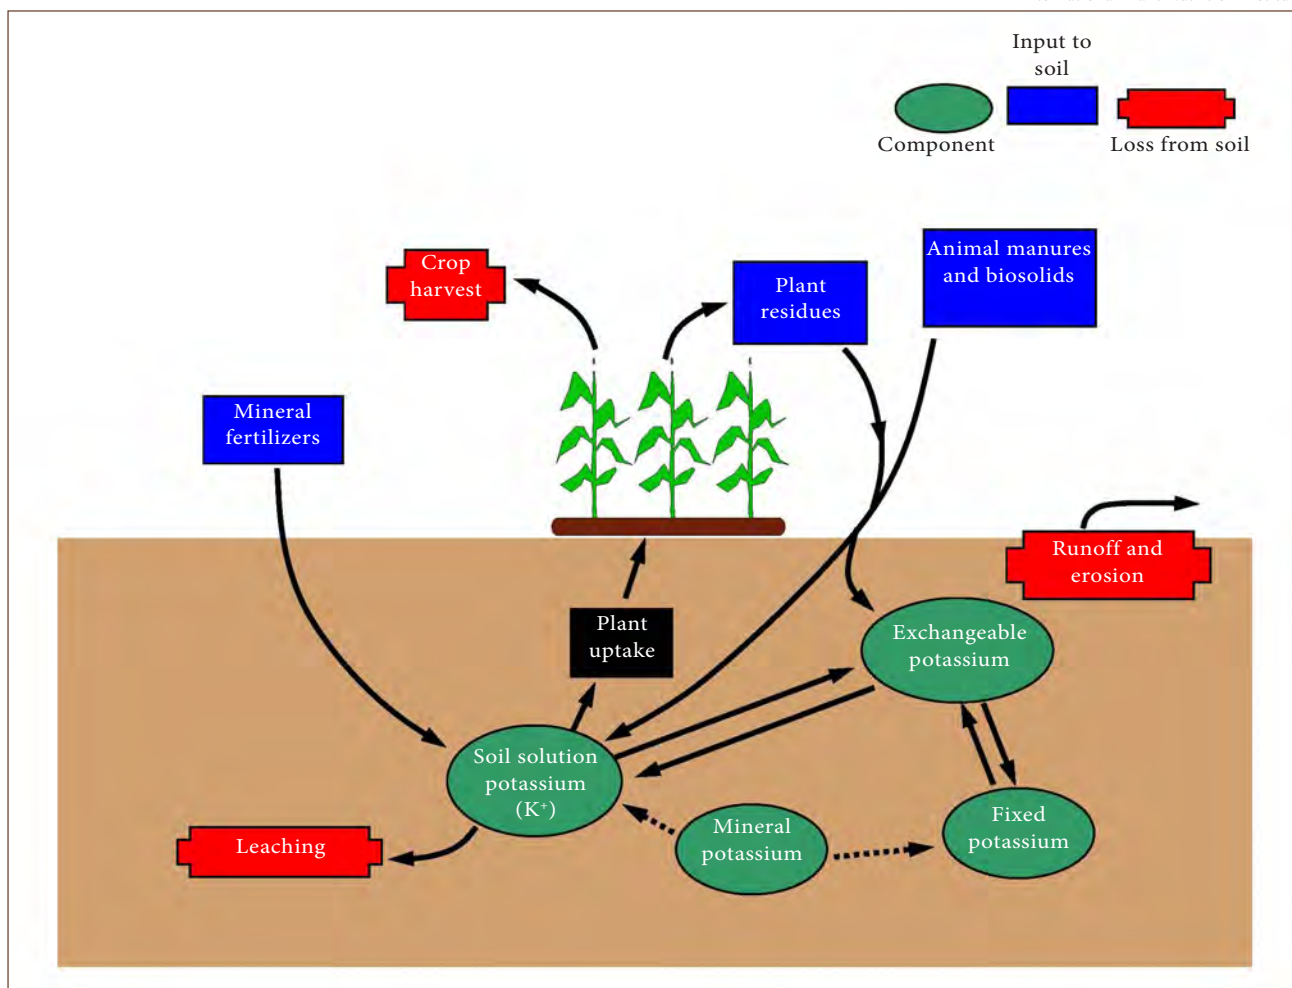 Input to
soil
Component
Loss from soil
Animal manures
and biosolids
Crop
harvest
Plant
residues
Mineral
fertilizers
Runoff and
erosion
Plant
uptake
Exchangeable
potassium
Soil solution
potassium
(K⁺)
Mineral
potassium
Fixed
potassium
Leaching